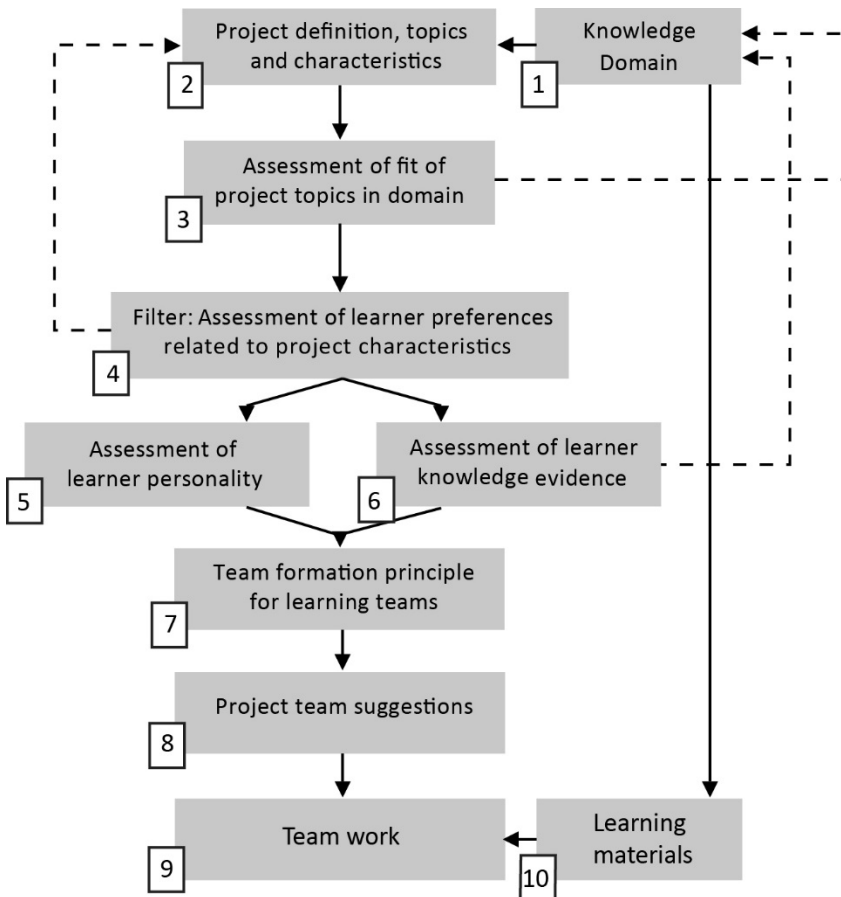 Project definition, topics
and characteristics
2
Knowledge
Domain
1
Assessment of fit of
project topics in domain
3
Filter: Assessment of learner preferences
related to project characteristics
4
Assessment of
learner personality
5
Assessment of learner
knowledge evidence
6
Team formation principle
for learning teams
7
Project team suggestions
8
Team work
9
Learning
materials
10